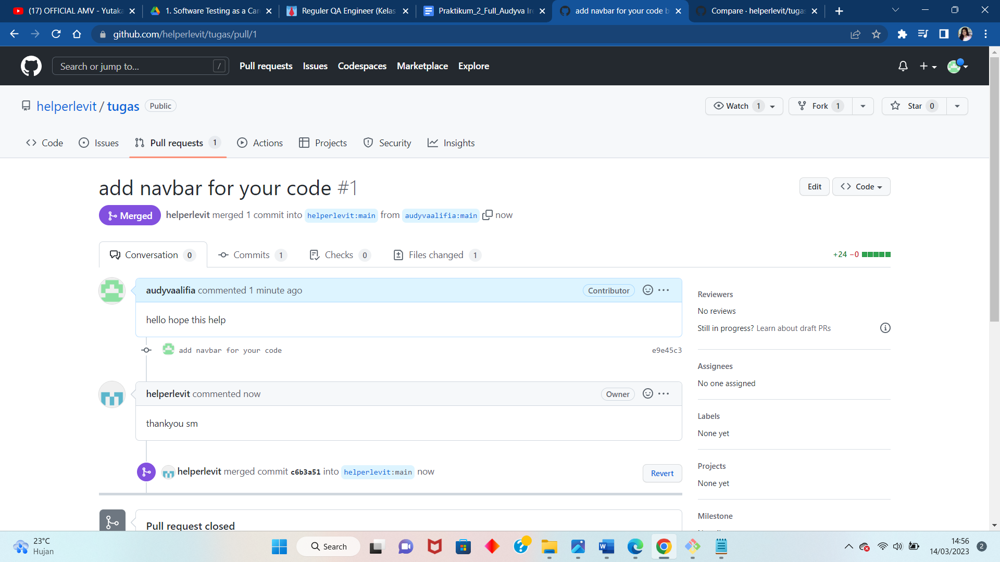 (17) OFFICIAL AMV - Yutaka
1. Software Testing as a Car
Reguler QA Engineer (Kelas
Praktikum_2_Full_Audyva Ire
add navbar for your code b
Compare · helperlevit/tugas
github.com/helperlevit/tugas/pull/1
Search or jump to...
/
Pull requests
Issues
Codespaces
Marketplace
Explore
helperlevit / tugas
Public
Watch 1
Fork 1
Star 0
Code
Issues
Pull requests 1
Actions
Projects
Security
Insights
add navbar for your code #1
Edit
Code
Merged
helperlevit merged 1 commit into helperlevit:main from audyvaalifia:main now
Conversation 0
Commits 1
Checks 0
Files changed 1
+24 −0
audyvaalifia commented 1 minute ago
Contributor
hello hope this help
add navbar for your code
e9e45c3
helperlevit commented now
Owner
thankyou sm
helperlevit merged commit c6b3a51 into helperlevit:main now
Revert
Pull request closed
Reviewers
No reviews
Still in progress? Learn about draft PRs
Assignees
No one assigned
Labels
None yet
Projects
None yet
Milestone
23°C
Hujan
Search
14:56
14/03/2023
2